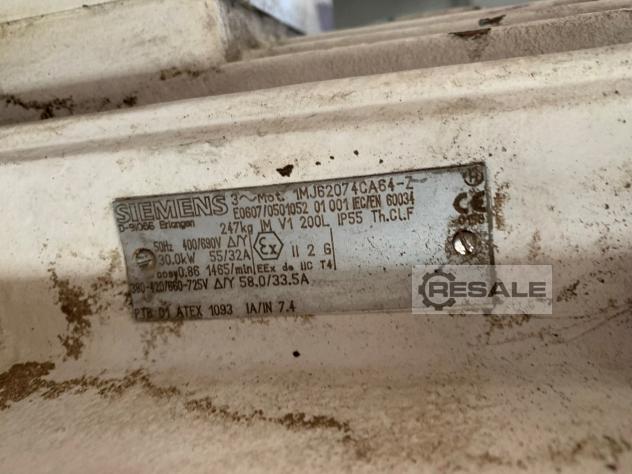 SIEMENS 3~Mot. 1MJ62074CA64-Z
D-91056 Erlangen E0607/0501052 01 001 IEC/EN 60034
247kg IM V1 200L IP55 Th.Cl.F
50Hz 400/690V Δ/Y
30.0kW 55/32A Ex II 2 G
cosφ0.86 1465/min EEx de IIC T4
380-420/660-725V Δ/Y 58.0/33.5A
PTB 01 ATEX 1093 IA/IN 7.4
CE
RESALE